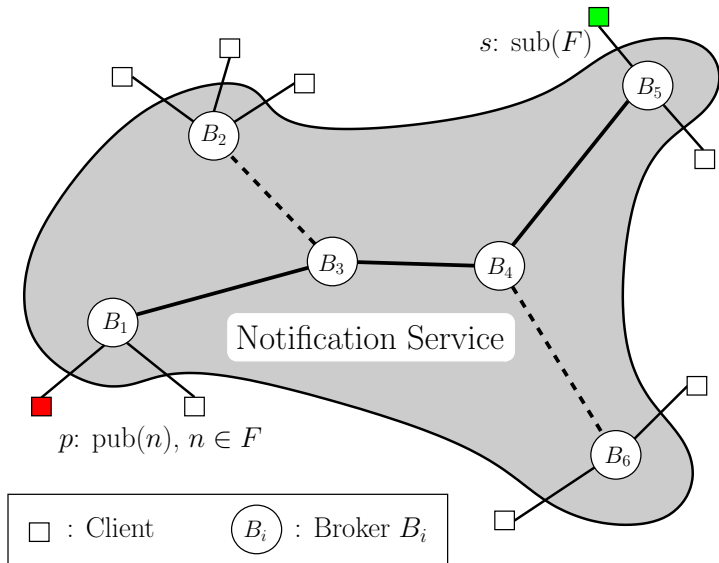 s: sub(F)
B₅
B₂
B₃
B₄
B₁
Notification Service
p: pub(n), n ∈ F
B₆
: Client
Bᵢ : Broker Bᵢ